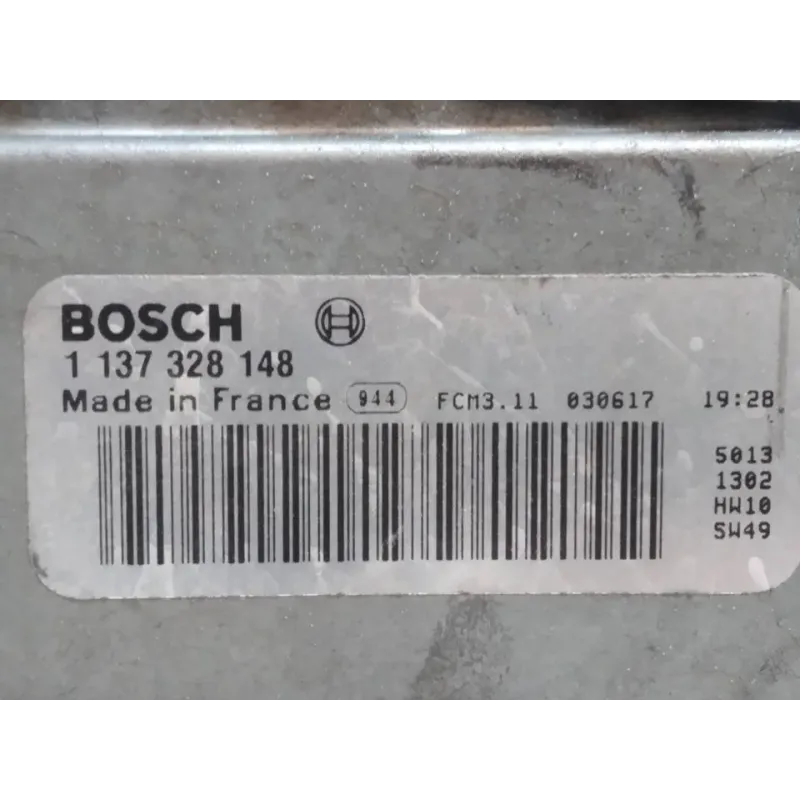 BOSCH
1 137 328 148
Made in France 944 FCM3.11 030617 19:28
5013
1302
HW10
SW49